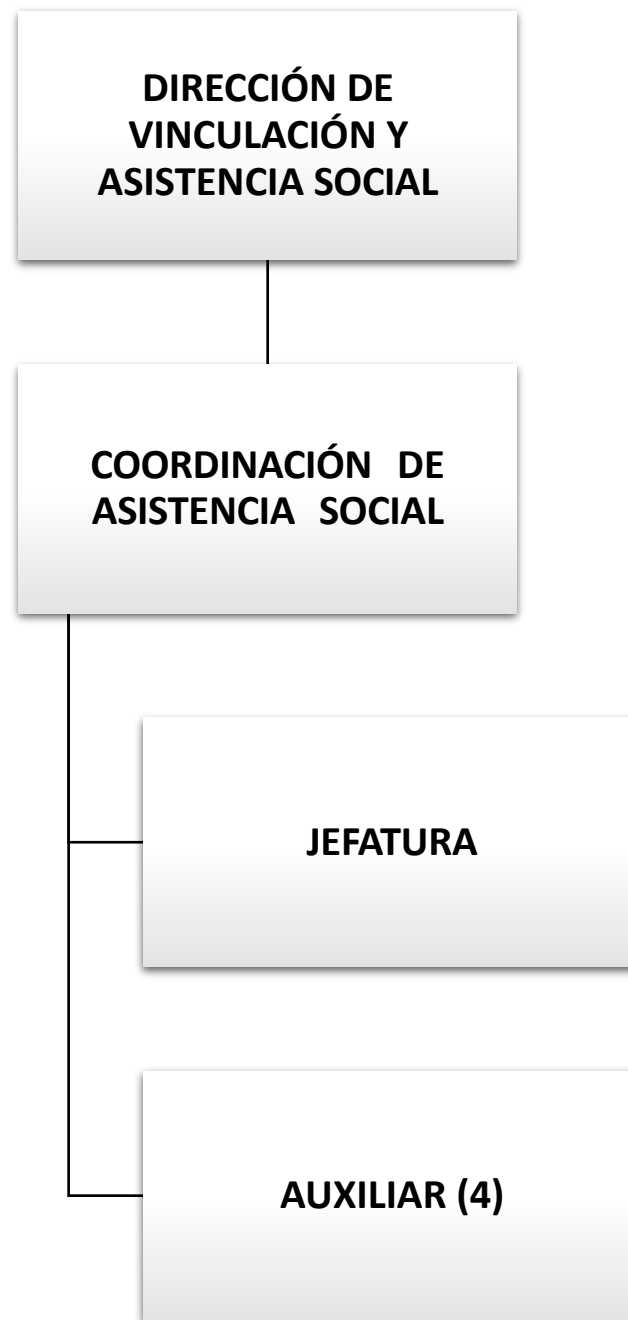 DIRECCIÓN DE
VINCULACIÓN Y
ASISTENCIA SOCIAL
COORDINACIÓN DE
ASISTENCIA SOCIAL
JEFATURA
AUXILIAR (4)